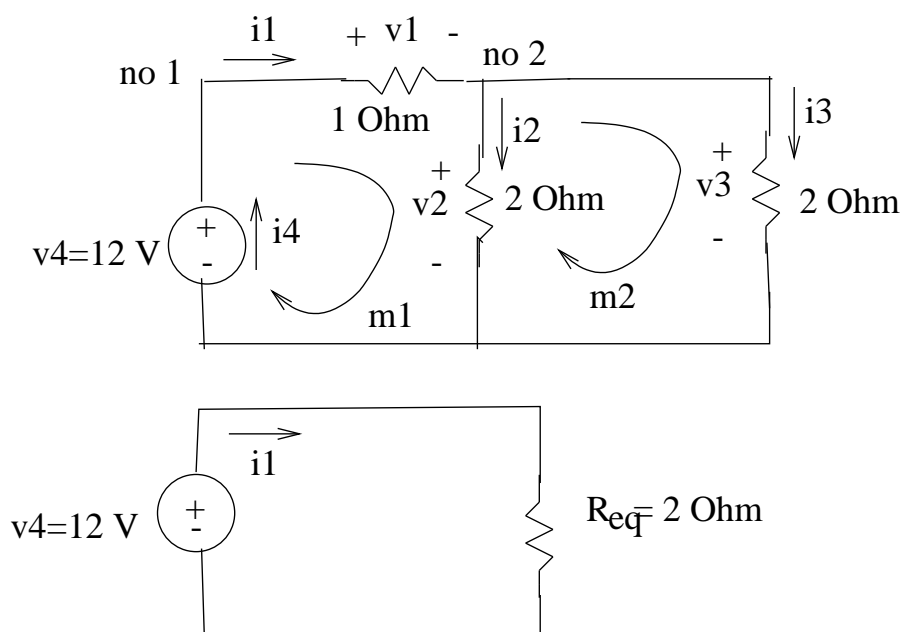 i1
+ v1 -
no 1
no 2
1 Ohm
i2
i3
+
v2
-
2 Ohm
+
v3
-
2 Ohm
v4=12 V
+
-
i4
m1
m2
i1
v4=12 V
+
-
Req= 2 Ohm